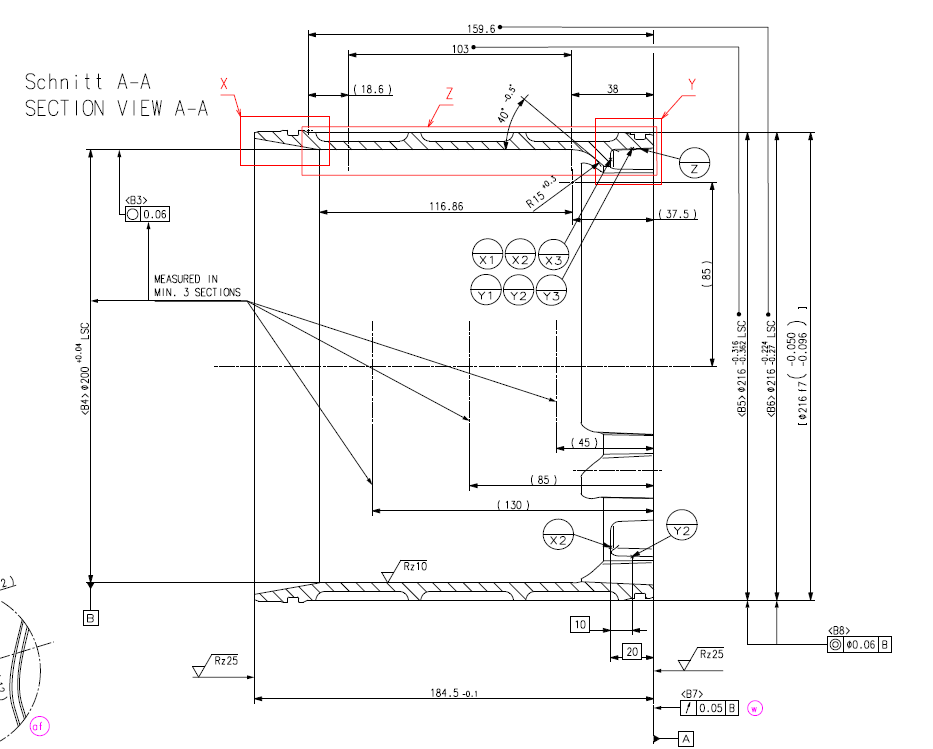 159.6
103
Schnitt A-A
SECTION VIEW A-A
X
(18.6)
Z
40° -0.5°
38
Y
Z
R15 +0.3
<B3>
0.06
116.86
(37.5)
X1 X2 X3
Y1 Y2 Y3
(85)
MEASURED IN
MIN. 3 SECTIONS
<B4>Φ200 +0.04 LSC
<B5>Φ216 -0.316 -0.362 LSC
<B6>Φ216 -0.224 -0.27 LSC
[Φ216 f7 ( -0.050 -0.096 ) ]
(45)
(85)
(130)
X2
Y2
Rz10
2)
B
10
20
<B8>
Φ0.06 B
Rz25
Rz25
184.5 -0.1
<B7>
0.05 B
w
of
A